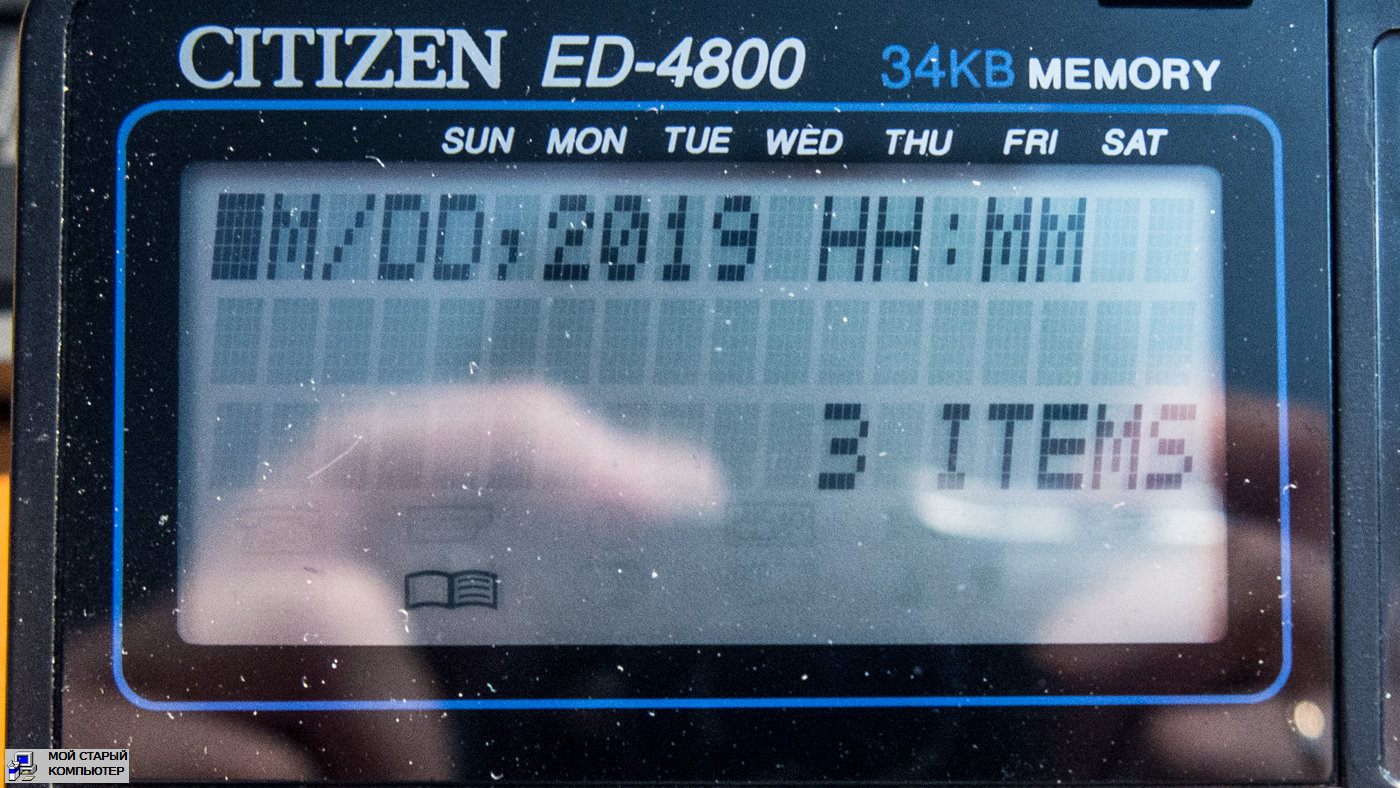 CITIZEN ED-4800 34KB MEMORY
SUN MON TUE WED THU FRI SAT
█M/DD,2019 HH:MM
3 ITEMS
МОЙ СТАРЫЙ
КОМПЬЮТЕР